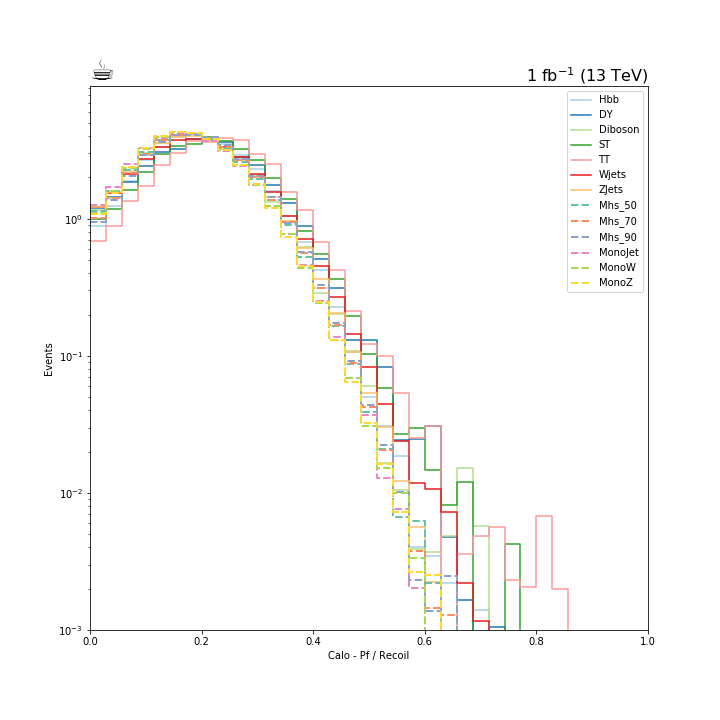 1 fb⁻¹ (13 TeV)
Hbb
DY
Diboson
ST
TT
Wjets
ZJets
Mhs_50
Mhs_70
Mhs_90
MonoJet
MonoW
MonoZ
Events
10⁰
10⁻¹
10⁻²
10⁻³
0.0 0.2 0.4 0.6 0.8 1.0
Calo - Pf / Recoil